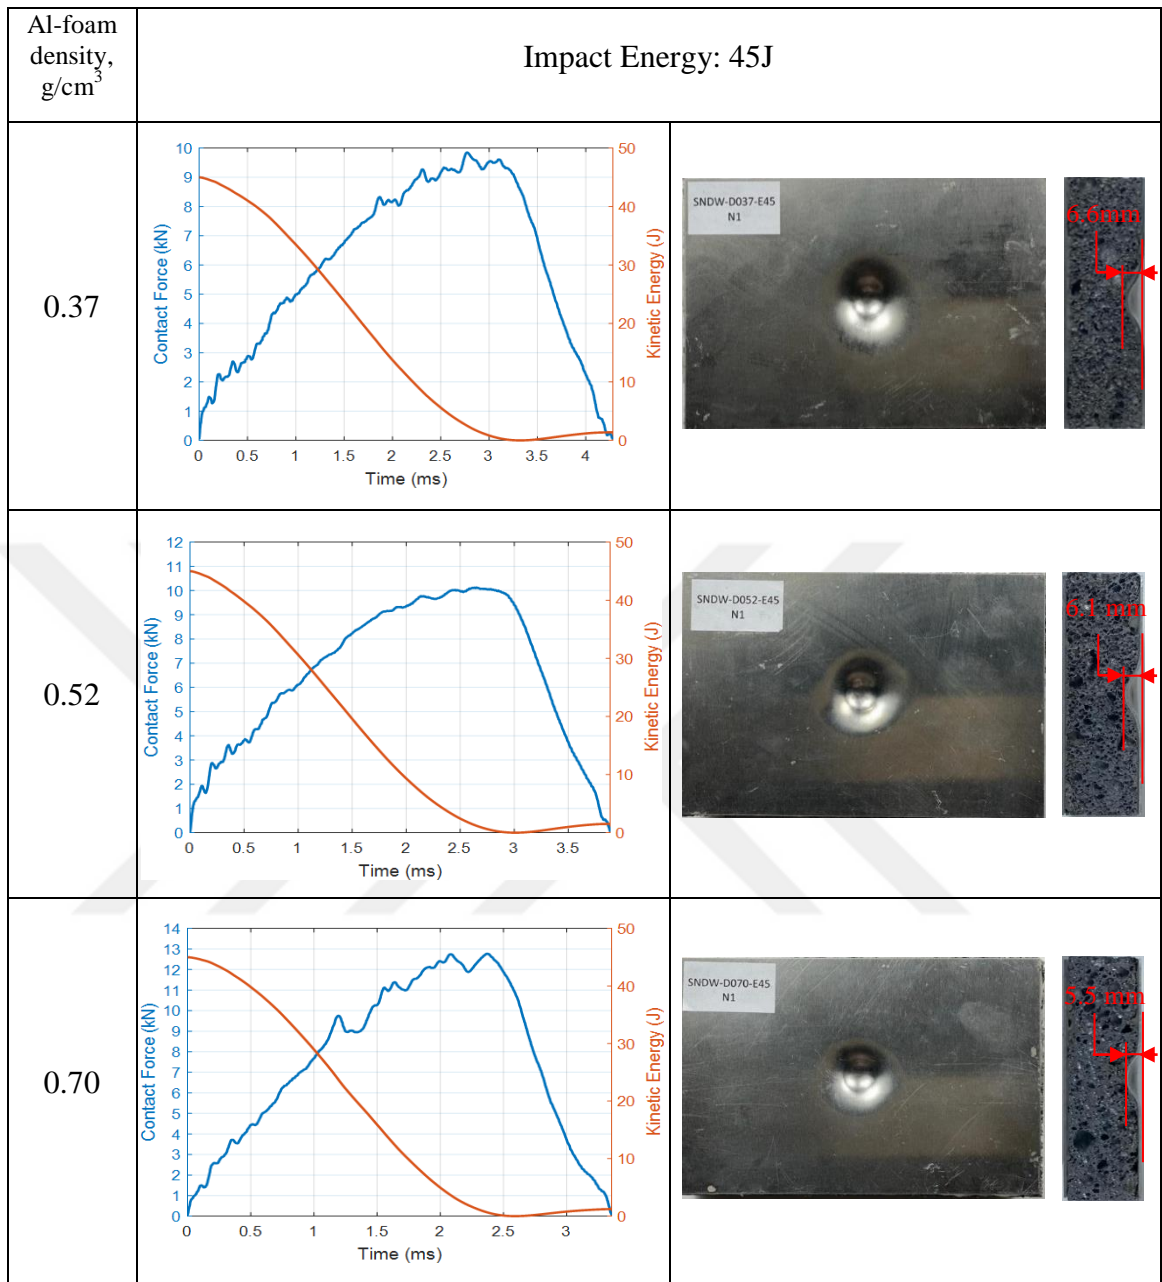 Al-foam
density,
g/cm³
Impact Energy: 45J
0.37
Contact Force (kN)
10
9
8
7
6
5
4
3
2
1
0
0 0.5 1 1.5 2 2.5 3 3.5 4
Time (ms)
50
40
30
20
10
0
Kinetic Energy (J)
SNDW-D037-E45
N1
6.6mm
0.52
Contact Force (kN)
12
11
10
9
8
7
6
5
4
3
2
1
0
0 0.5 1 1.5 2 2.5 3 3.5
Time (ms)
50
40
30
20
10
0
Kinetic Energy (J)
SNDW-D052-E45
N1
6.1 mm
0.70
Contact Force (kN)
14
13
12
11
10
9
8
7
6
5
4
3
2
1
0
0 0.5 1 1.5 2 2.5 3
Time (ms)
50
40
30
20
10
0
Kinetic Energy (J)
SNDW-D070-E45
N1
5.5 mm